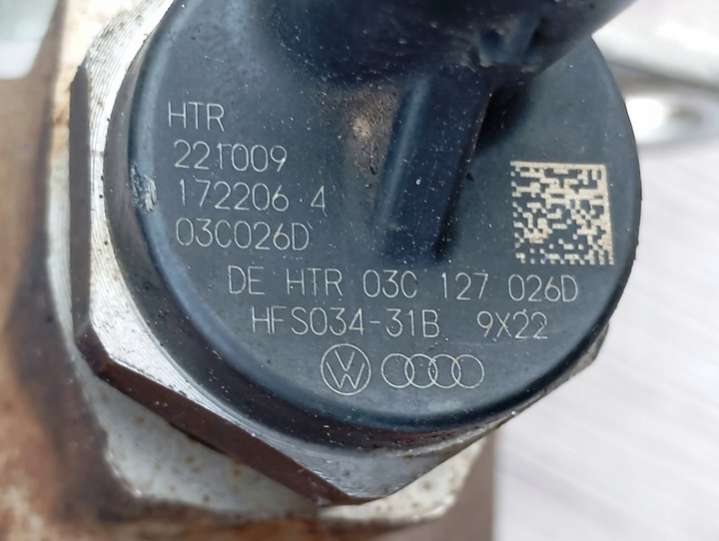 HTR
221009
172206 4
03C026D
DE HTR 03C 127 026D
HFS034-31B 9X22